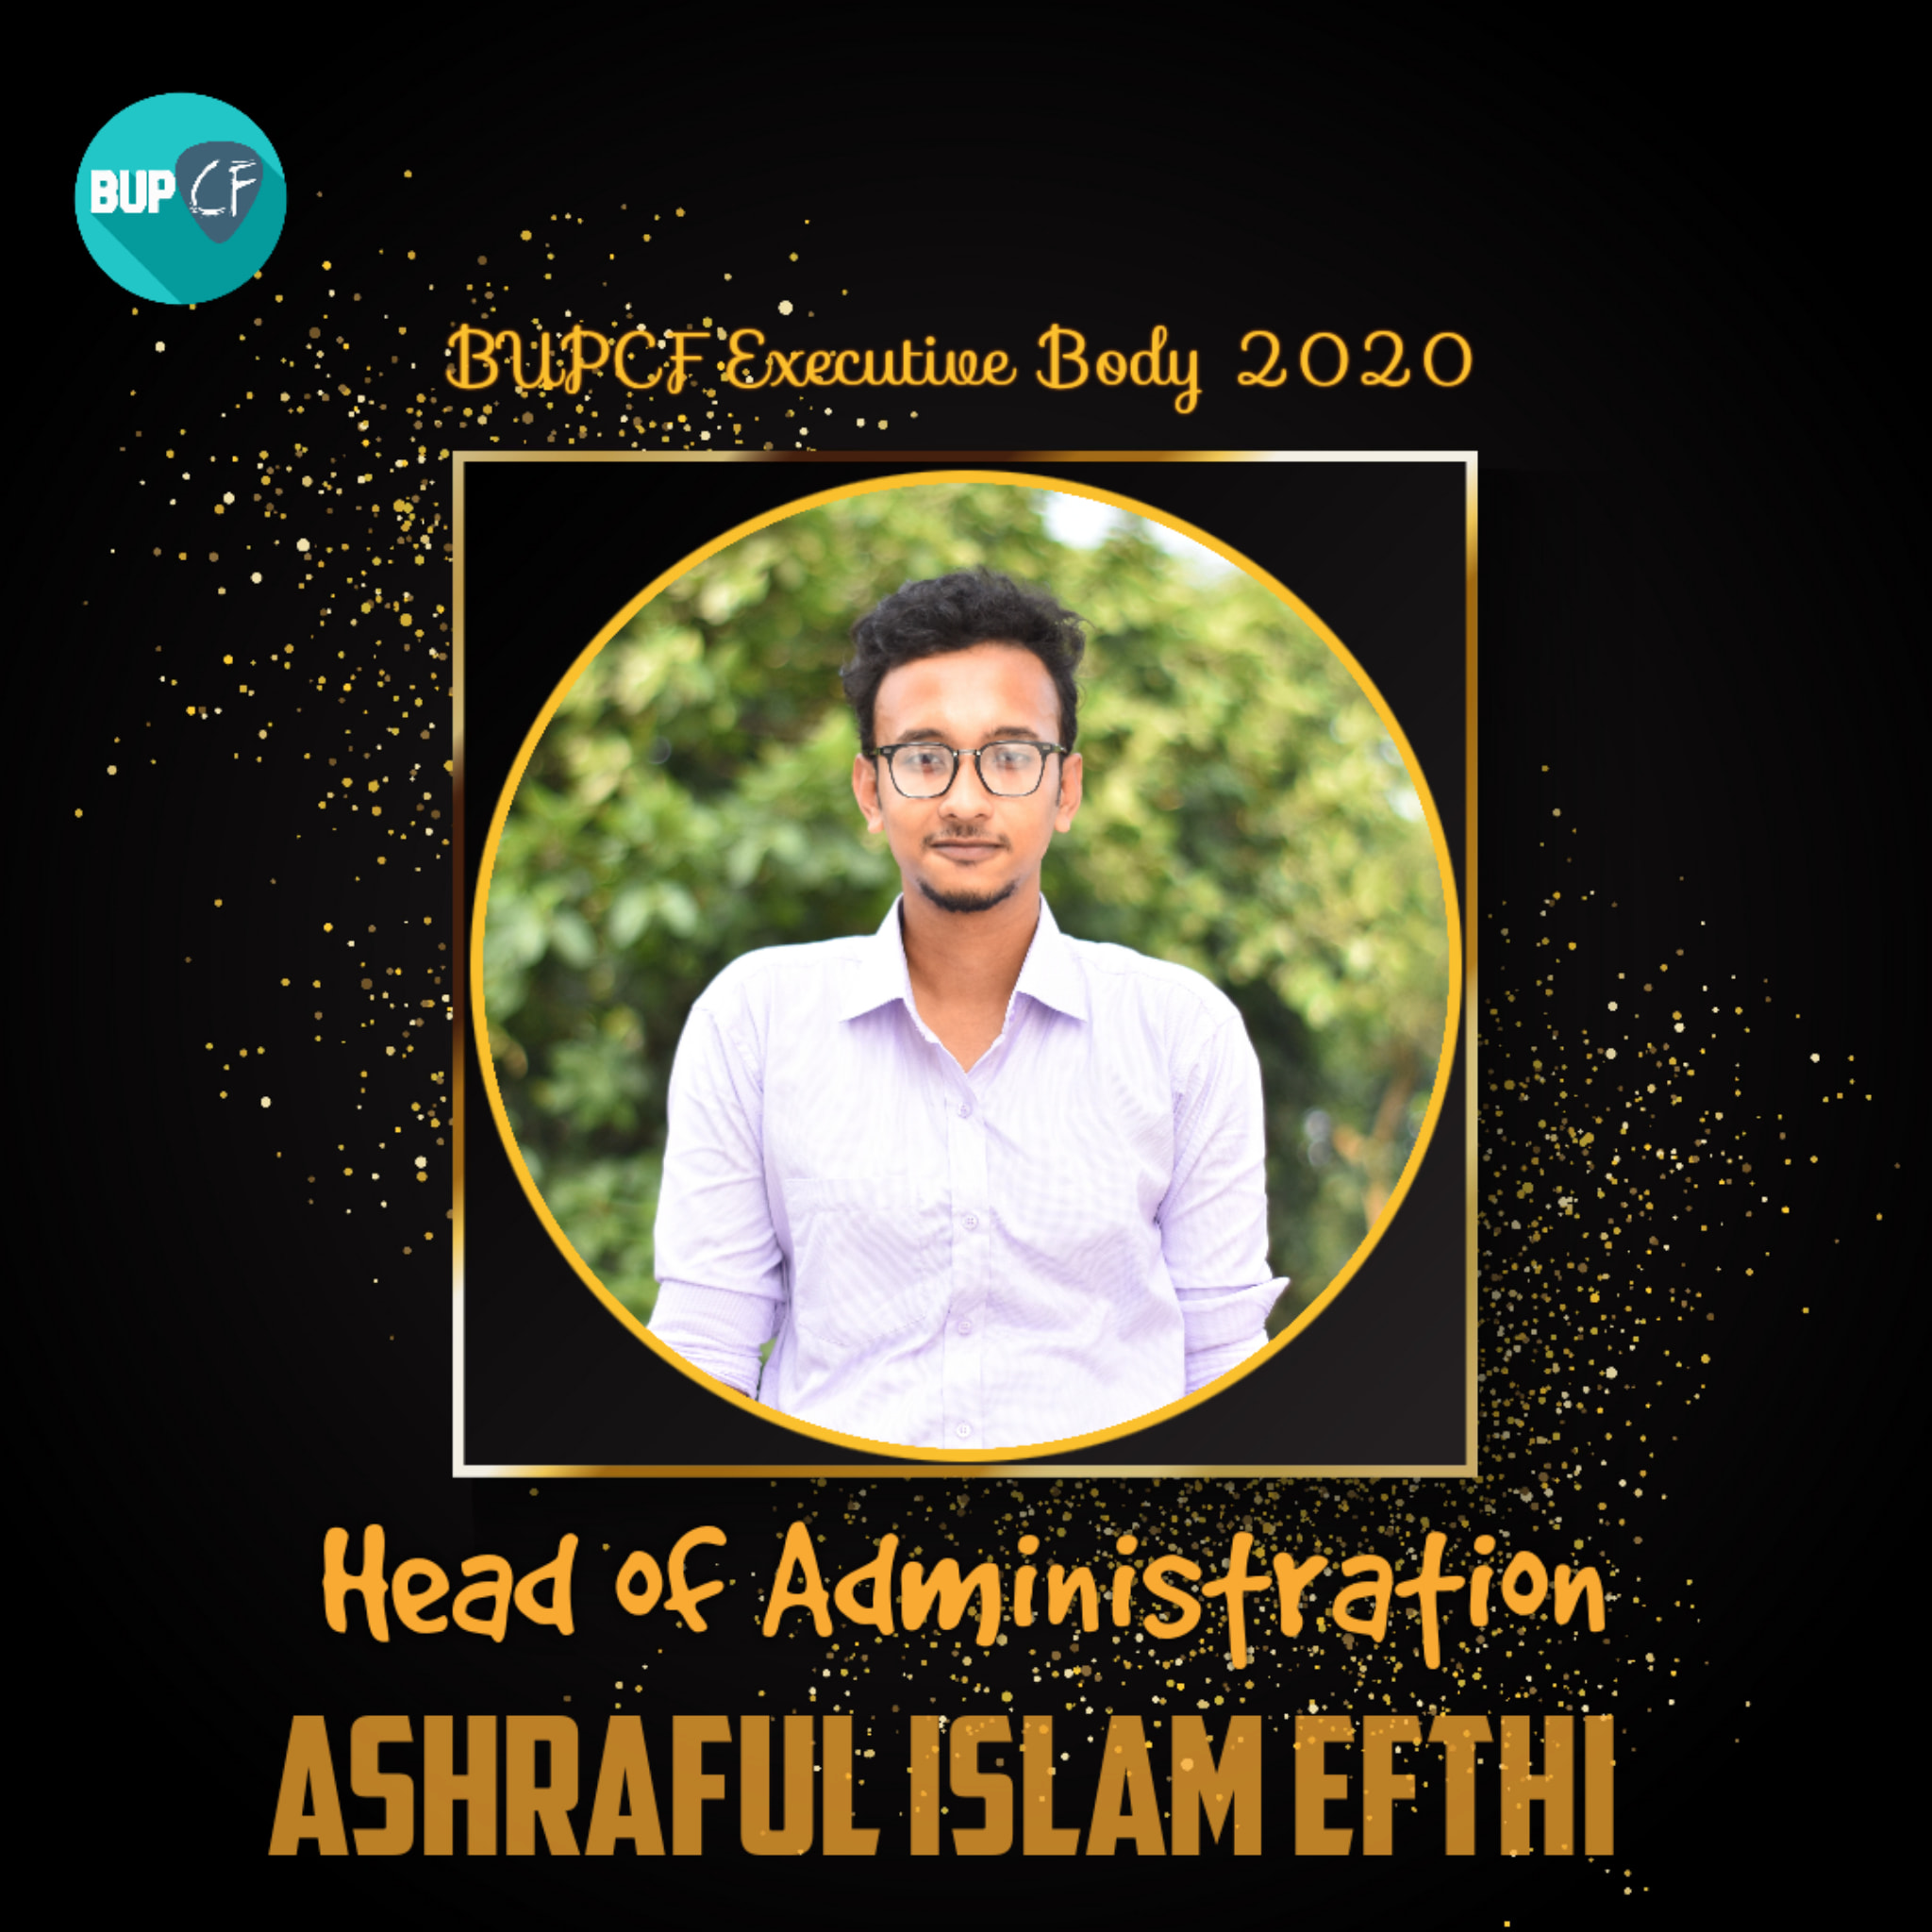 BUP CF
BUPCF Executive Body 2020
Head of Administration
ASHRAFUL ISLAM EFTHI